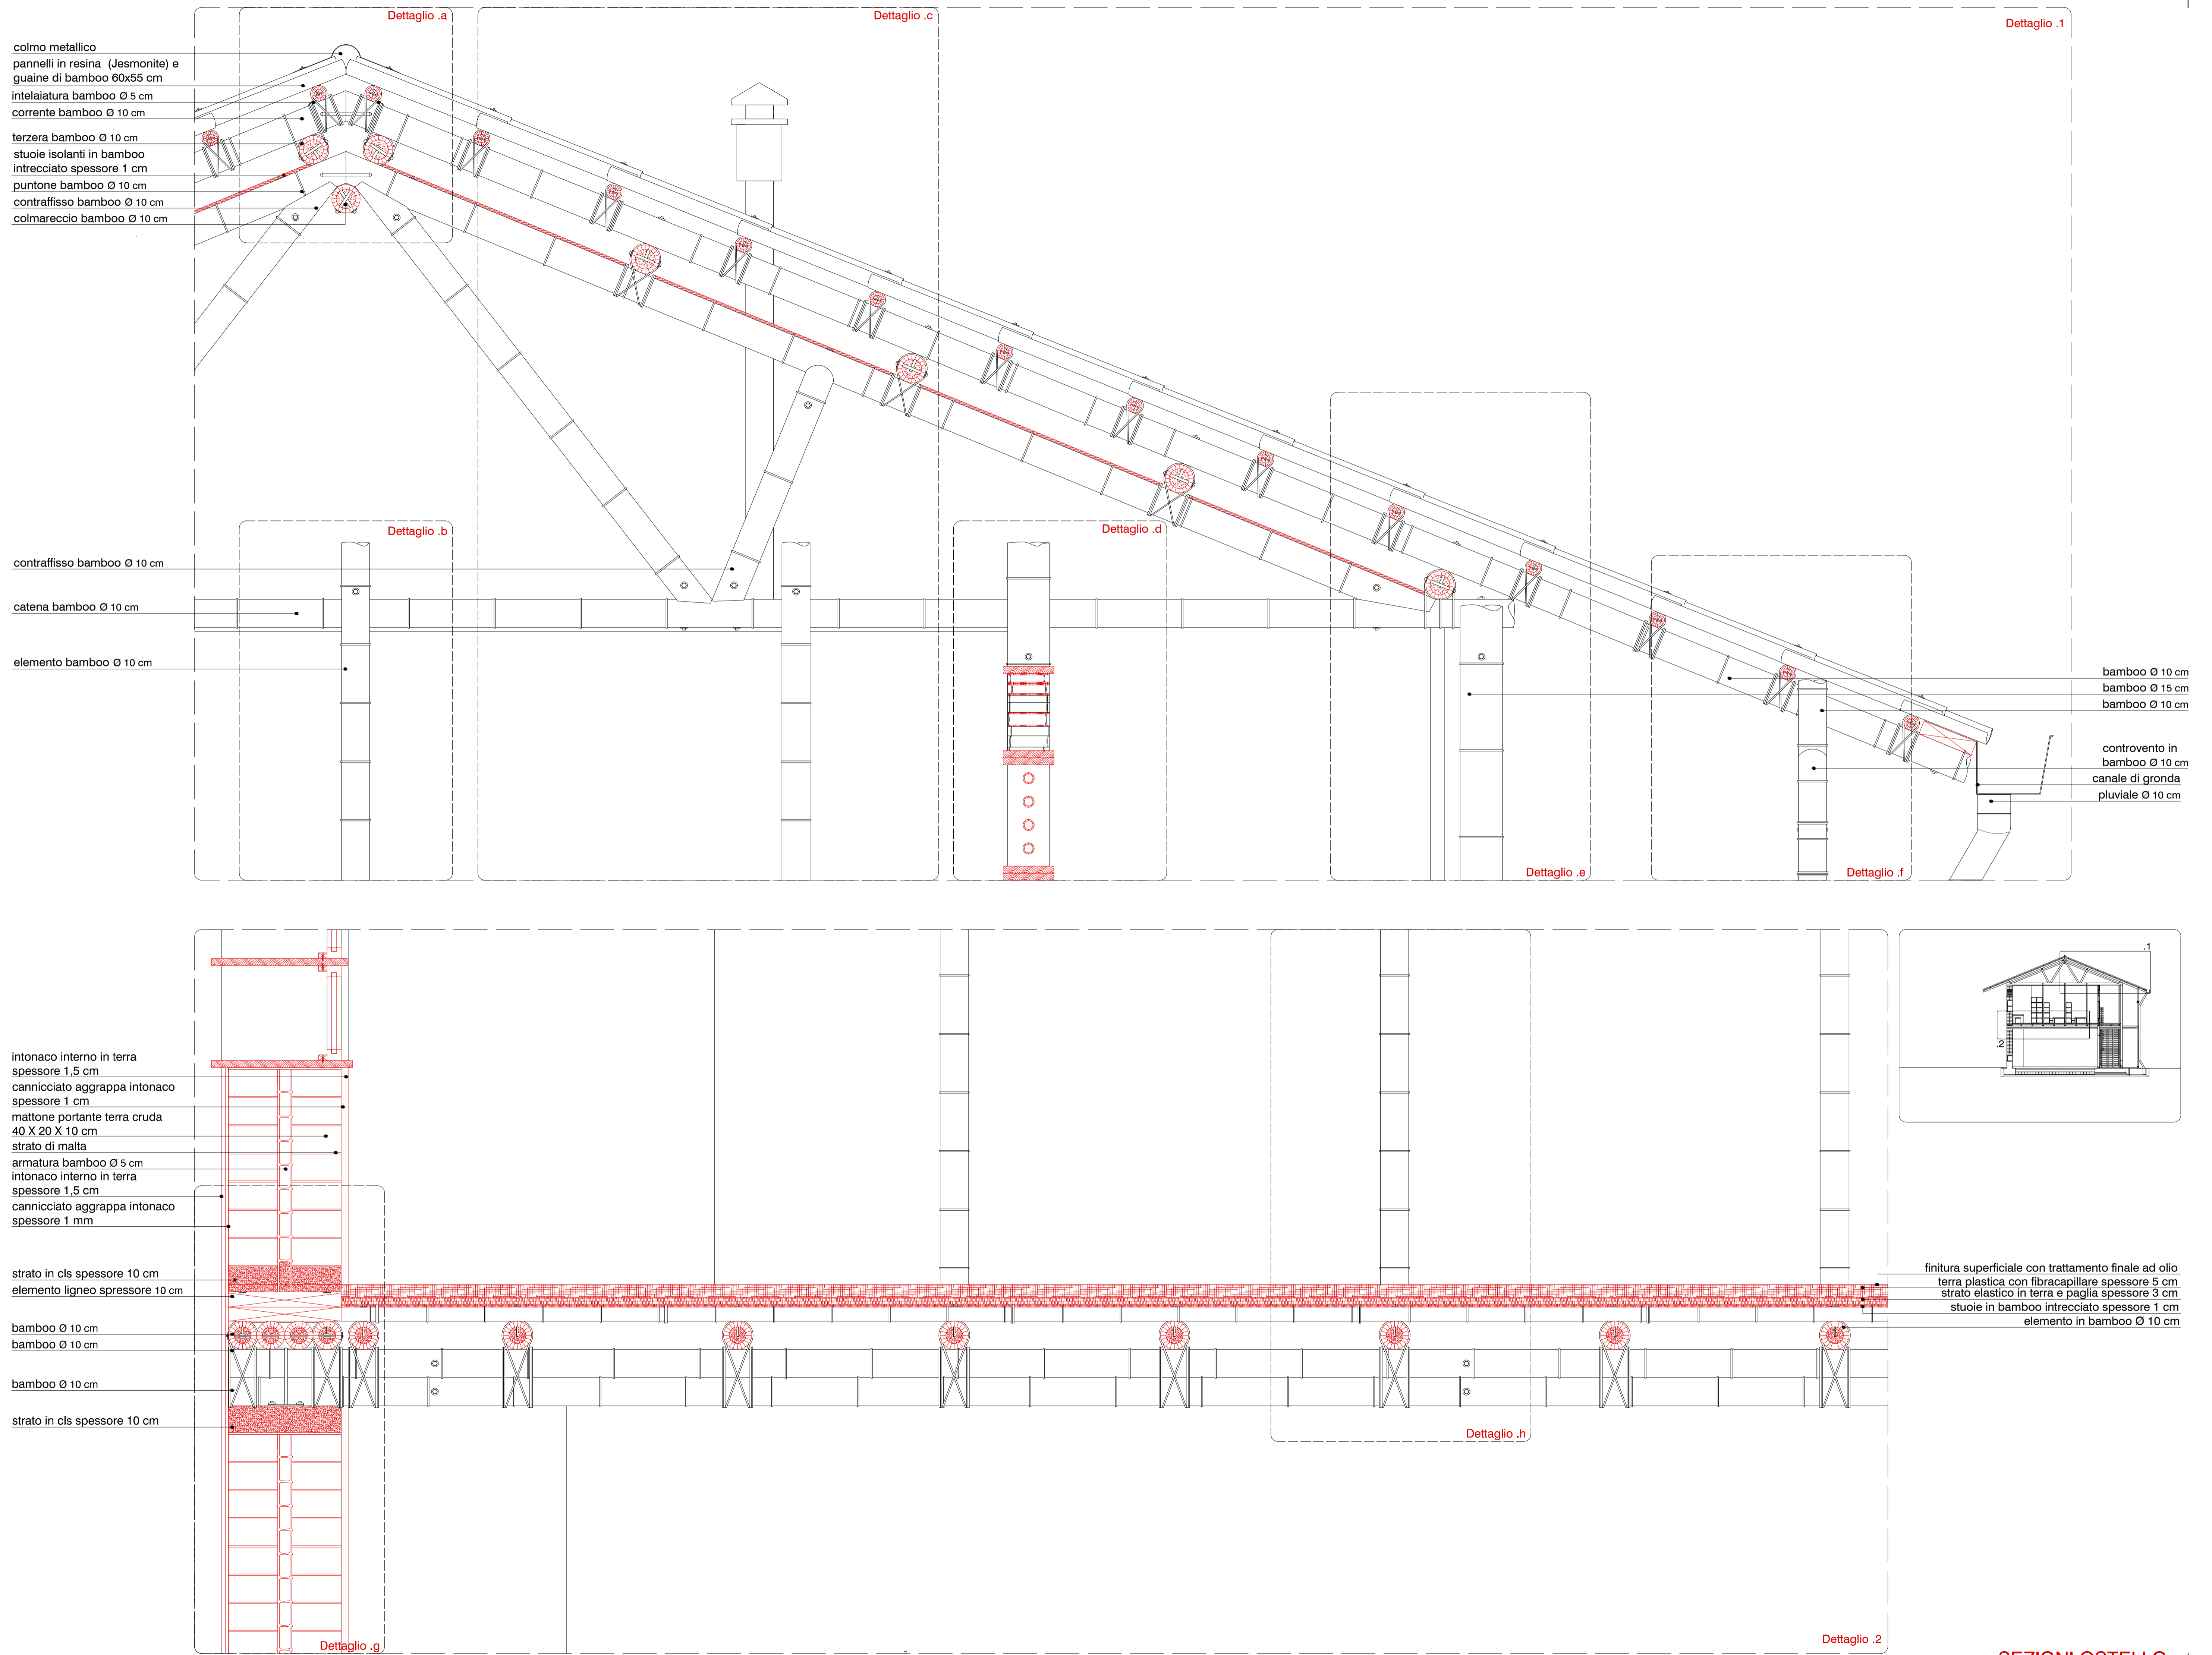 Dettaglio .a
Dettaglio .c
Dettaglio .1
colmo metallico
pannelli in resina  (Jesmonite) e
guaine di bamboo 60x55 cm
intelaiatura bamboo Ø 5 cm
corrente bamboo Ø 10 cm
terzera bamboo Ø 10 cm
stuoie isolanti in bamboo
intrecciato spessore 1 cm
puntone bamboo Ø 10 cm
contraffisso bamboo Ø 10 cm
colmareccio bamboo Ø 10 cm
Dettaglio .b
Dettaglio .d
contraffisso bamboo Ø 10 cm
catena bamboo Ø 10 cm
elemento bamboo Ø 10 cm
bamboo Ø 10 cm
bamboo Ø 15 cm
bamboo Ø 10 cm
controvento in
bamboo Ø 10 cm
canale di gronda
pluviale Ø 10 cm
Dettaglio .e
Dettaglio .f
.1
.2
intonaco interno in terra
spessore 1,5 cm
cannicciato aggrappa intonaco
spessore 1 cm
mattone portante terra cruda
40 X 20 X 10 cm
strato di malta
armatura bamboo Ø 5 cm
intonaco interno in terra
spessore 1,5 cm
cannicciato aggrappa intonaco
spessore 1 mm
strato in cls spessore 10 cm
elemento ligneo spressore 10 cm
bamboo Ø 10 cm
bamboo Ø 10 cm
bamboo Ø 10 cm
strato in cls spessore 10 cm
finitura superficiale con trattamento finale ad olio
terra plastica con fibracapillare spessore 5 cm
strato elastico in terra e paglia spessore 3 cm
stuoie in bamboo intrecciato spessore 1 cm
elemento in bamboo Ø 10 cm
Dettaglio .h
Dettaglio .g
Dettaglio .2
SEZIONI OSTELLO